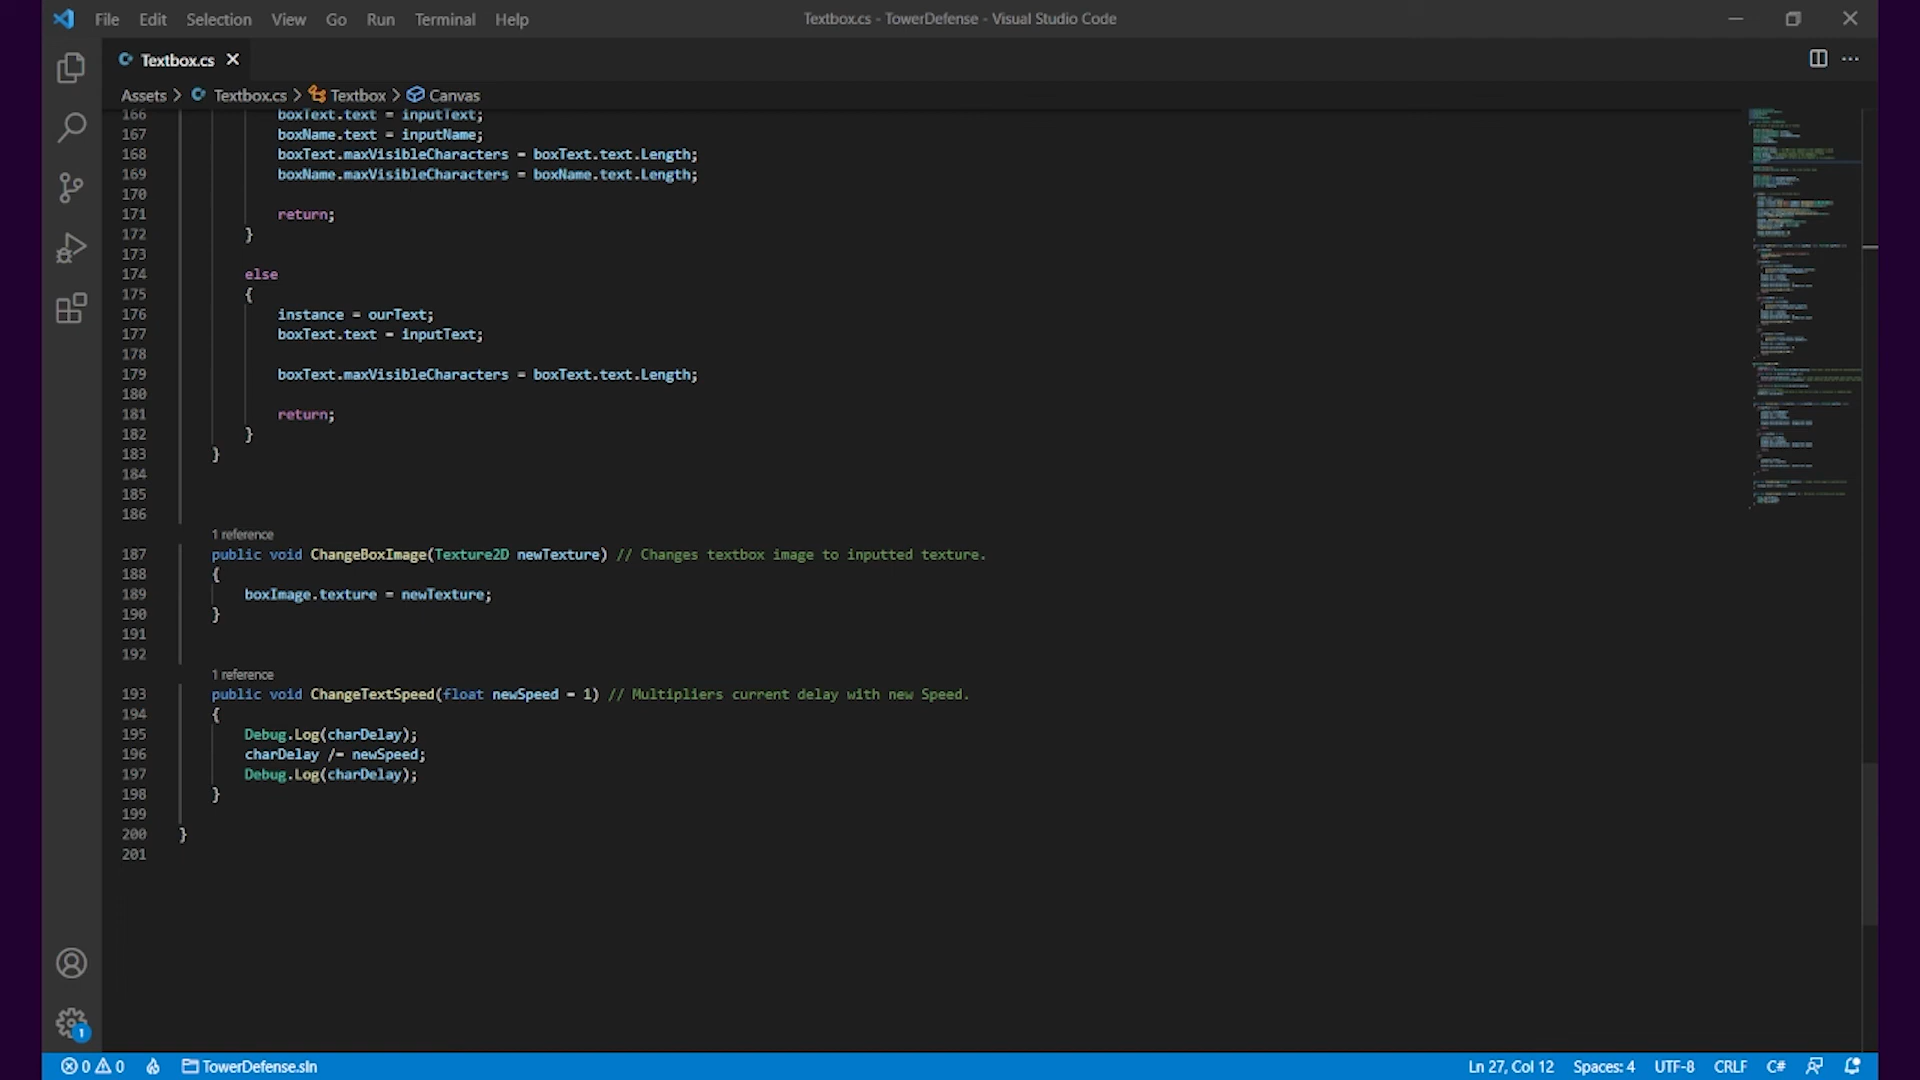 File Edit Selection View Go Run Terminal Help
Textbox.cs - TowerDefense - Visual Studio Code
Textbox.cs
Assets > Textbox.cs > Textbox > Canvas
166 boxText.text = inputText;
167 boxName.text = inputName;
168 boxText.maxVisibleCharacters = boxText.text.Length;
169 boxName.maxVisibleCharacters = boxName.text.Length;
170
171 return;
172 }
173
174 else
175 {
176 instance = ourText;
177 boxText.text = inputText;
178
179 boxText.maxVisibleCharacters = boxText.text.Length;
180
181 return;
182 }
183 }
184
185
186
1 reference
187 public void ChangeBoxImage(Texture2D newTexture) // Changes textbox image to inputted texture.
188 {
189 boxImage.texture = newTexture;
190 }
191
192
1 reference
193 public void ChangeTextSpeed(float newSpeed = 1) // Multipliers current delay with new Speed.
194 {
195 Debug.Log(charDelay);
196 charDelay /= newSpeed;
197 Debug.Log(charDelay);
198 }
199
200 }
201
1
0 0 TowerDefense.sln Ln 27, Col 12 Spaces: 4 UTF-8 CRLF C#